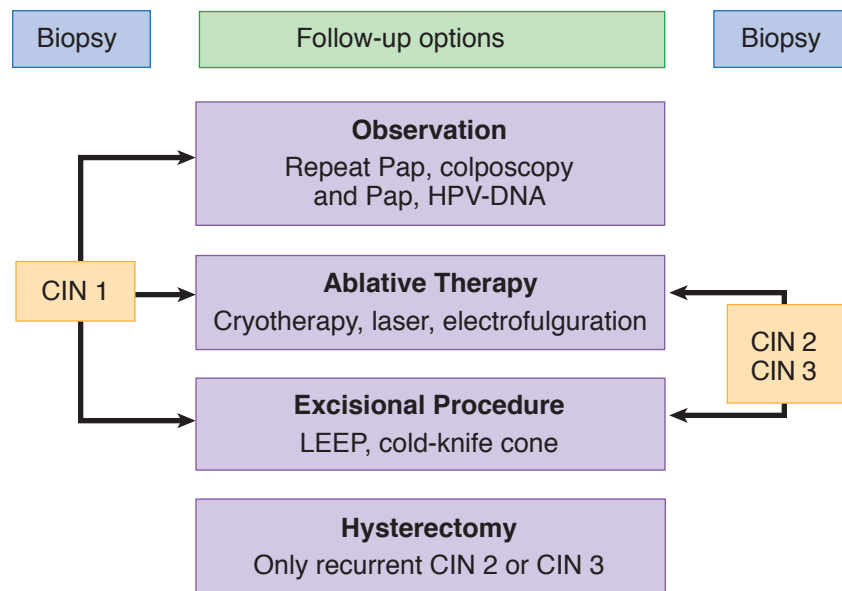 Biopsy
Follow-up options
Biopsy
Observation
Repeat Pap, colposcopy
and Pap, HPV-DNA
CIN 1
Ablative Therapy
Cryotherapy, laser, electrofulguration
CIN 2
CIN 3
Excisional Procedure
LEEP, cold-knife cone
Hysterectomy
Only recurrent CIN 2 or CIN 3